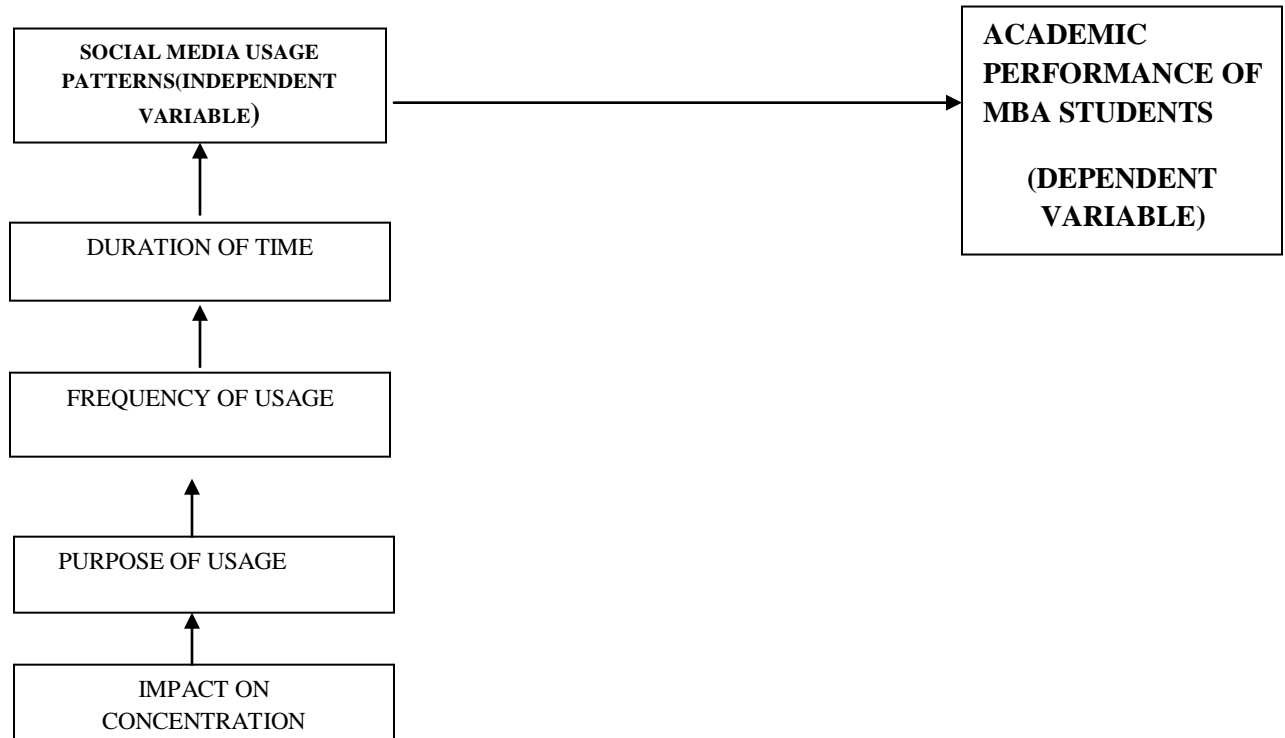 SOCIAL MEDIA USAGE
PATTERNS(INDEPENDENT
VARIABLE)
ACADEMIC
PERFORMANCE OF
MBA STUDENTS
(DEPENDENT
VARIABLE)
DURATION OF TIME
FREQUENCY OF USAGE
PURPOSE OF USAGE
IMPACT ON
CONCENTRATION